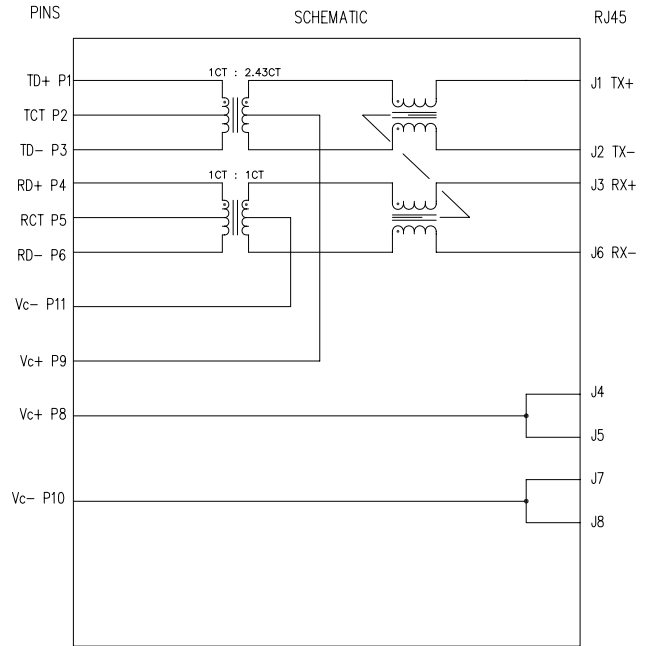 PINS SCHEMATIC RJ45
1CT : 2.43CT
TD+ P1 J1 TX+
TCT P2
TD- P3 J2 TX-
1CT : 1CT
RD+ P4 J3 RX+
RCT P5
RD- P6 J6 RX-
Vc- P11
Vc+ P9
J4
Vc+ P8
J5
J7
Vc- P10
J8